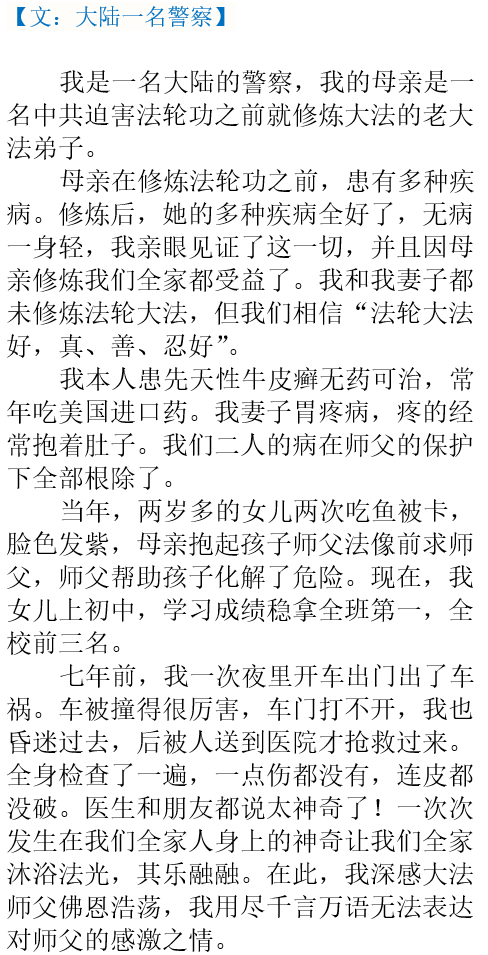 【文：大陆一名警察】
我是一名大陆的警察，我的母亲是一
名中共迫害法轮功之前就修炼大法的老大
法弟子。
母亲在修炼法轮功之前，患有多种疾
病。修炼后，她的多种疾病全好了，无病
一身轻，我亲眼见证了这一切，并且因母
亲修炼我们全家都受益了。我和我妻子都
未修炼法轮大法，但我们相信“法轮大法
好，真、善、忍好”。
我本人患先天性牛皮癣无药可治，常
年吃美国进口药。我妻子胃疼病，疼的经
常抱着肚子。我们二人的病在师父的保护
下全部根除了。
当年，两岁多的女儿两次吃鱼被卡，
脸色发紫，母亲抱起孩子师父法像前求师
父，师父帮助孩子化解了危险。现在，我
女儿上初中，学习成绩稳拿全班第一，全
校前三名。
七年前，我一次夜里开车出门出了车
祸。车被撞得很厉害，车门打不开，我也
昏迷过去，后被人送到医院才抢救过来。
全身检查了一遍，一点伤都没有，连皮都
没破。医生和朋友都说太神奇了！一次次
发生在我们全家人身上的神奇让我们全家
沐浴法光，其乐融融。在此，我深感大法
师父佛恩浩荡，我用尽千言万语无法表达
对师父的感激之情。